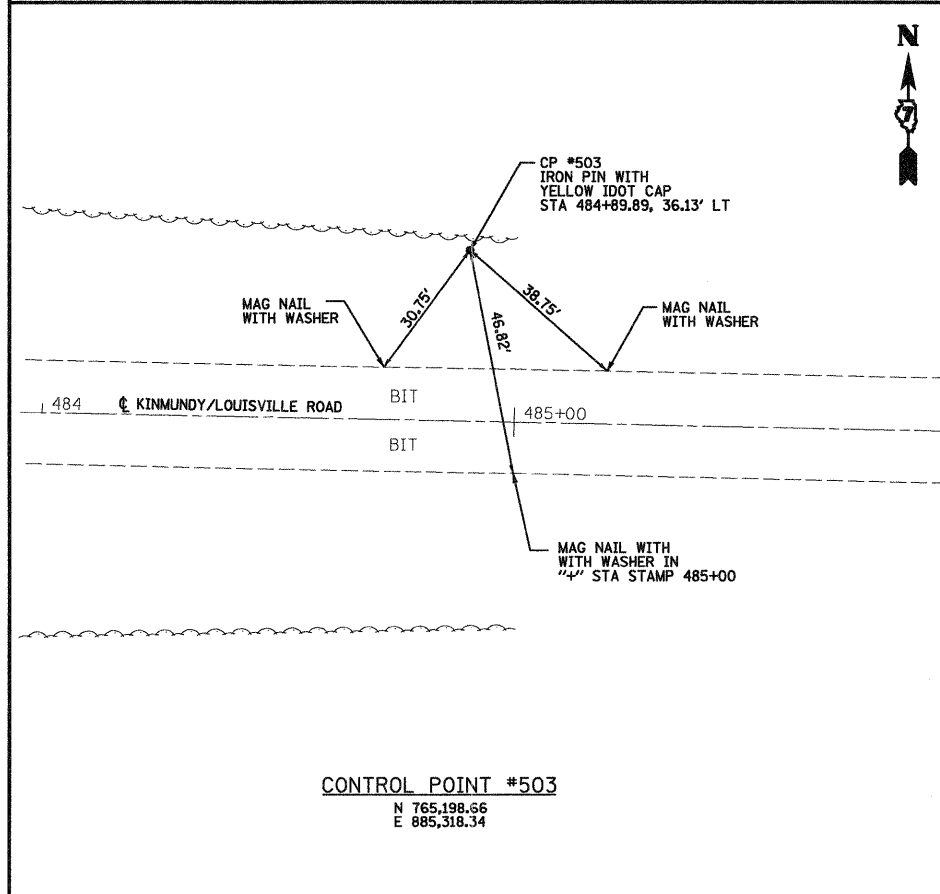 N
7
CP #503
IRON PIN WITH
YELLOW IDOT CAP
STA 484+89.89, 36.13' LT
MAG NAIL
WITH WASHER
30.75'
46.82'
38.75'
MAG NAIL
WITH WASHER
484
℄ KINMUNDY/LOUISVILLE ROAD
BIT
485+00
BIT
MAG NAIL WITH
WITH WASHER IN
"+" STA STAMP 485+00
CONTROL POINT #503
N 765,198.66
E 885,318.34